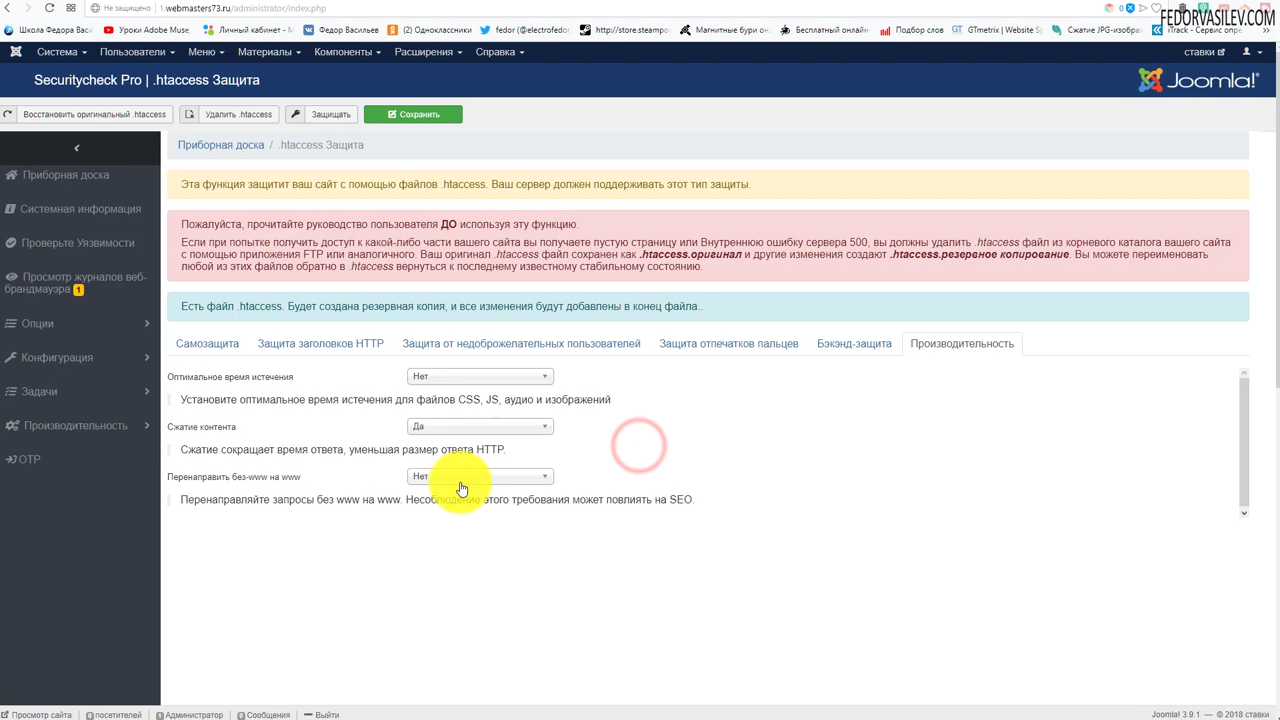 Не защищено
1.webmasters73.ru/administrator/index.php
FEDORVASILEV.COM
Школа Федора Васи...
Уроки Adobe Muse.
Личный кабинет - I
Федор Васильев
(2) Одноклассники
fedor (@electrofedor)
http://store.steampo
Магнитные бури он
Бесплатный онлайн
Подбор слов
GTmetrix | Website Sp
Сжатие JPG-изображ
iTrack - Сервис опре
Система
Пользователи
Меню
Материалы
Компоненты
Расширения
Справка
ставки
Securitycheck Pro | .htaccess Защита
Joomla!
Восстановить оригинальный .htaccess
Удалить .htaccess
Защищать
Сохранить
Приборная доска
Системная информация
Проверьте Уязвимости
Просмотр журналов веб-
брандмауэра 1
Опции
Конфигурация
Задачи
Производительность
OTP
Приборная доска / .htaccess Защита
Эта функция защитит ваш сайт с помощью файлов .htaccess. Ваш сервер должен поддерживать этот тип защиты.
Пожалуйста, прочитайте руководство пользователя ДО используя эту функцию.
Если при попытке получить доступ к какой-либо части вашего сайта вы получаете пустую страницу или Внутреннюю ошибку сервера 500, вы должны удалить .htaccess файл из корневого каталога вашего сайта
с помощью приложения FTP или аналогичного. Ваш оригинал .htaccess файл сохранен как .htaccess.оригинал и другие изменения создают .htaccess.резервное копирование. Вы можете переименовать
любой из этих файлов обратно в .htaccess вернуться к последнему известному стабильному состоянию.
Есть файл .htaccess. Будет создана резервная копия, и все изменения будут добавлены в конец файла..
Самозащита
Защита заголовков HTTP
Защита от недоброжелательных пользователей
Защита отпечатков пальцев
Бэкэнд-защита
Производительность
Оптимальное время истечения
Нет
Установите оптимальное время истечения для файлов CSS, JS, аудио и изображений
Сжатие контента
Да
Сжатие сокращает время ответа, уменьшая размер ответа HTTP.
Перенаправить без-www на www
Нет
Перенаправляйте запросы без www на www. Несоблюдение этого требования может повлиять на SEO.
Просмотр сайта
0 посетителей
1 Администратор
0 Сообщения
Выйти
Joomla! 3.9.1 — © 2018 ставки